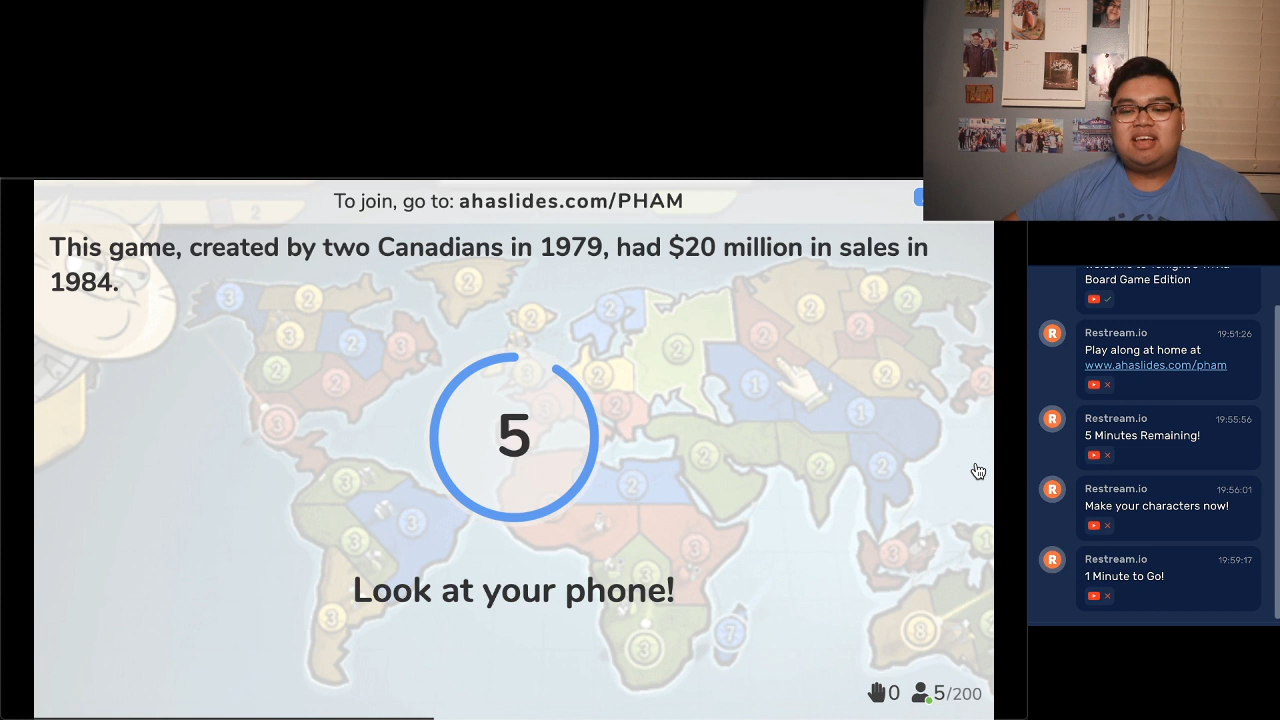 To join, go to: ahaslides.com/PHAM
This game, created by two Canadians in 1979, had $20 million in sales in
1984.
5
Look at your phone!
0 5/200
Board Game Edition
Restream.io 19:51:26
Play along at home at
www.ahaslides.com/pham
Restream.io 19:55:56
5 Minutes Remaining!
Restream.io 19:56:01
Make your characters now!
Restream.io 19:59:17
1 Minute to Go!